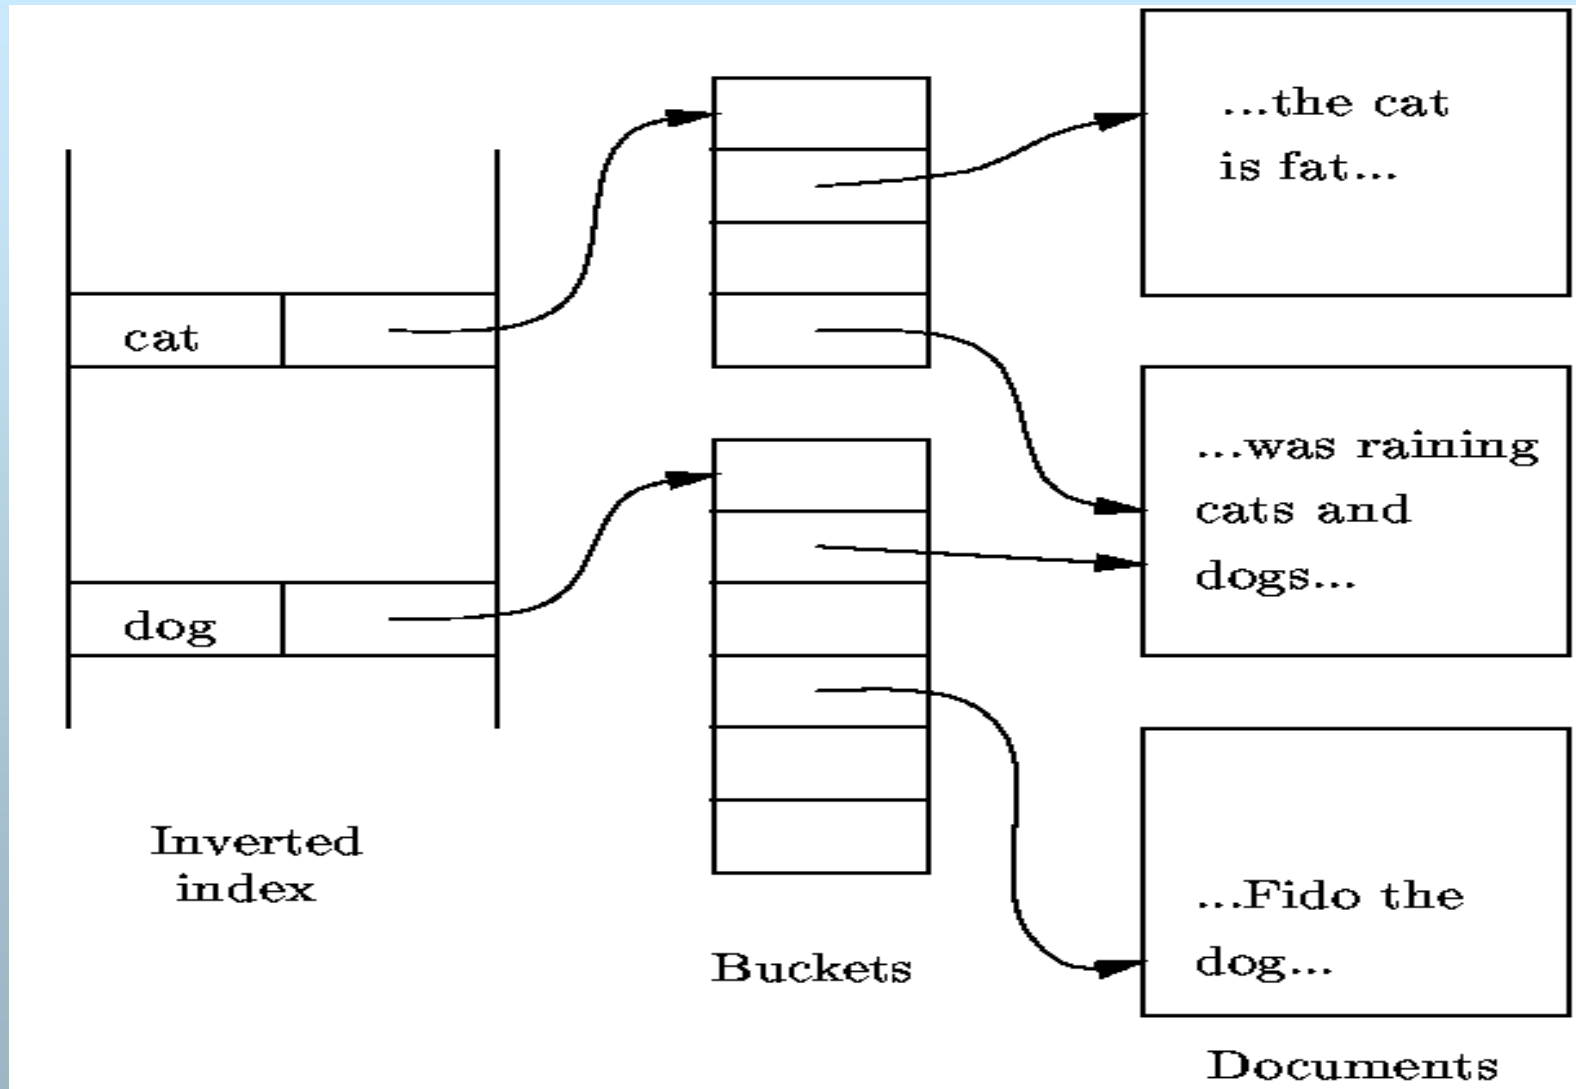 cat
dog
Inverted
index
Buckets
...the cat
is fat...
...was raining
cats and
dogs...
...Fido the
dog...
Documents